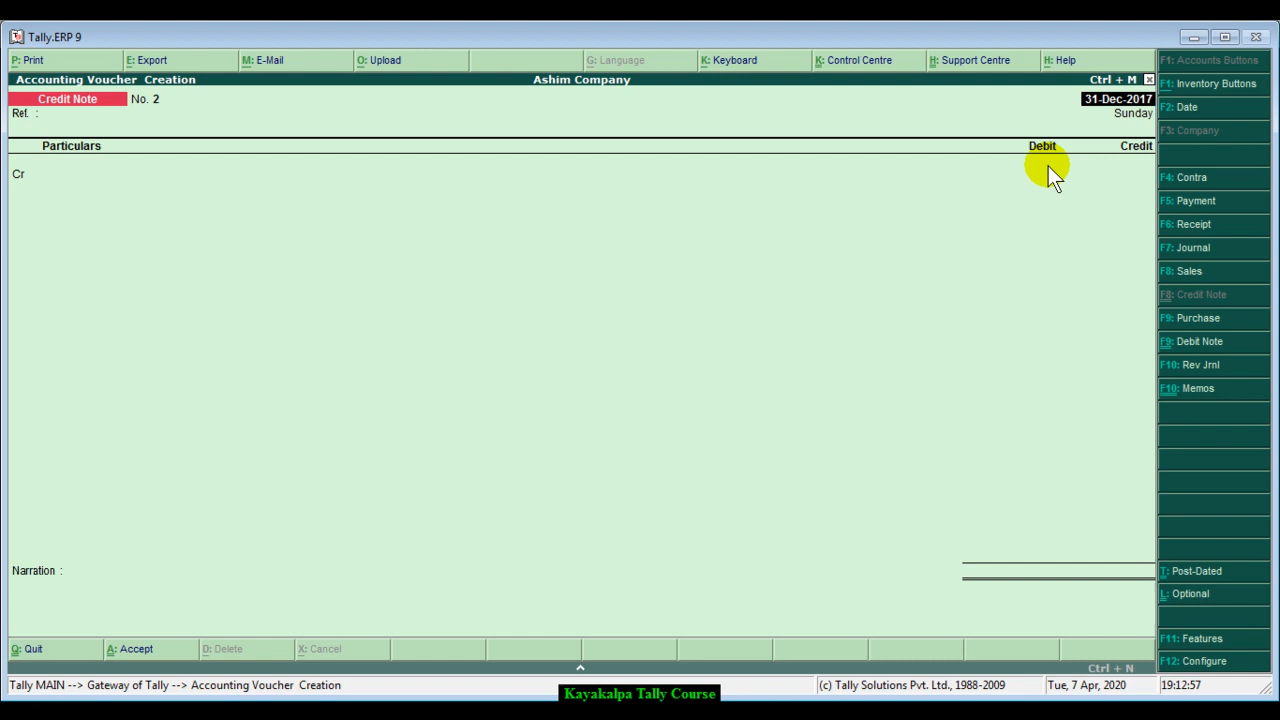 Tally.ERP 9
P: Print E: Export M: E-Mail O: Upload G: Language K: Keyboard K: Control Centre H: Support Centre H: Help
Accounting Voucher Creation Ashim Company Ctrl + M
Credit Note No. 2 31-Dec-2017
Ref. : Sunday
Particulars Debit Credit
Cr
Narration :
F1: Accounts Buttons
F1: Inventory Buttons
F2: Date
F3: Company
F4: Contra
F5: Payment
F6: Receipt
F7: Journal
F8: Sales
F8: Credit Note
F9: Purchase
F9: Debit Note
F10: Rev Jrnl
F10: Memos
T: Post-Dated
L: Optional
F11: Features
F12: Configure
Q: Quit A: Accept D: Delete X: Cancel
Ctrl + N
Tally MAIN --> Gateway of Tally --> Accounting Voucher Creation (c) Tally Solutions Pvt. Ltd., 1988-2009 Tue, 7 Apr, 2020 19:12:57
Kayakalpa Tally Course